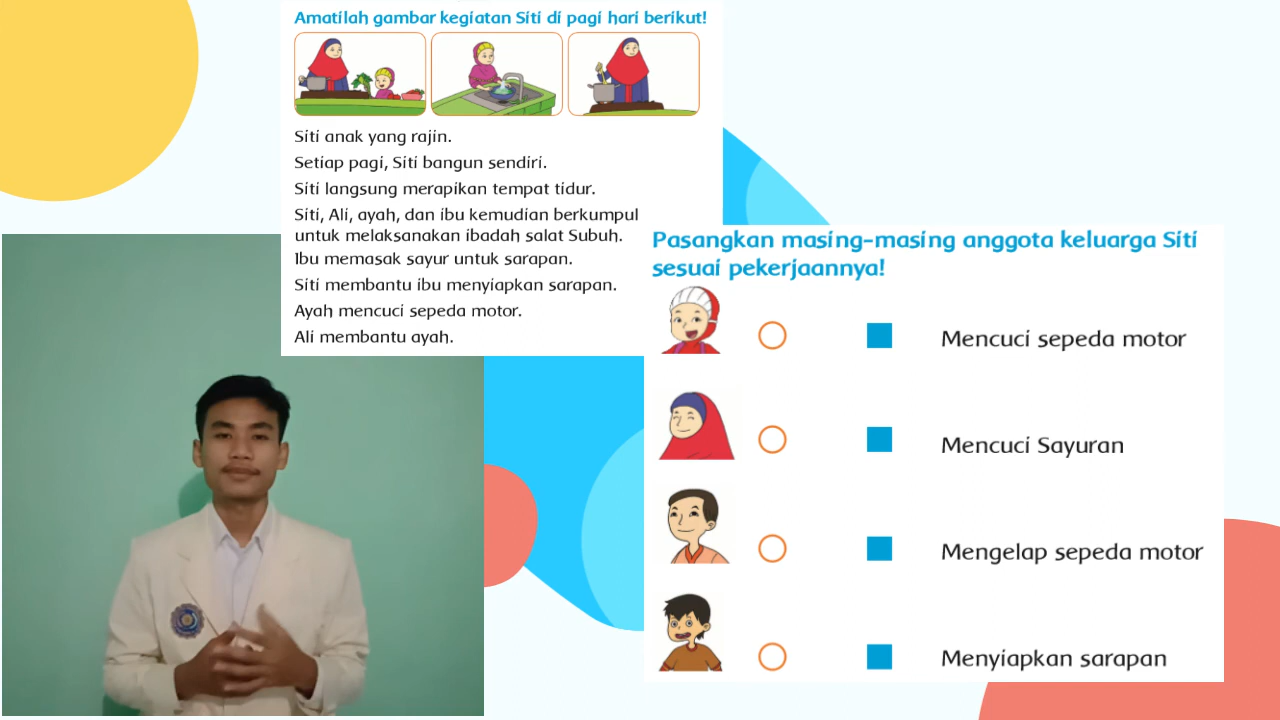 Amatilah gambar kegiatan Siti di pagi hari berikut!
Siti anak yang rajin.
Setiap pagi, Siti bangun sendiri.
Siti langsung merapikan tempat tidur.
Siti, Ali, ayah, dan ibu kemudian berkumpul
untuk melaksanakan ibadah salat Subuh.
Ibu memasak sayur untuk sarapan.
Siti membantu ibu menyiapkan sarapan.
Ayah mencuci sepeda motor.
Ali membantu ayah.
Pasangkan masing-masing anggota keluarga Siti
sesuai pekerjaannya!
Mencuci sepeda motor
Mencuci Sayuran
Mengelap sepeda motor
Menyiapkan sarapan